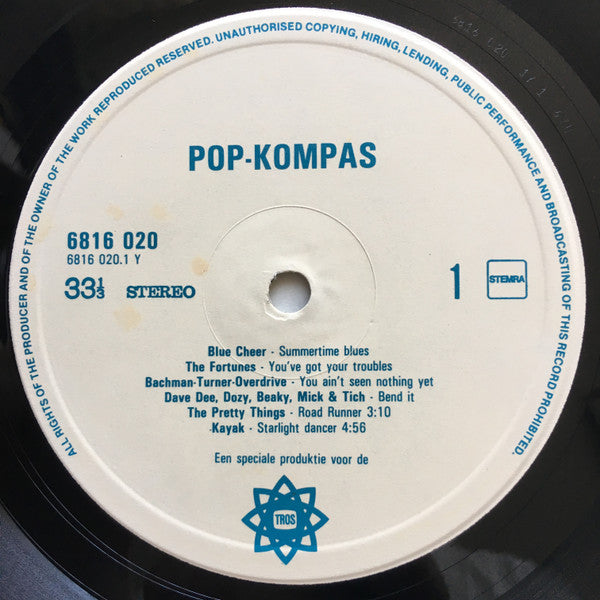 ALL RIGHTS OF THE PRODUCER AND OF THE OWNER OF THE WORK REPRODUCED RESERVED. UNAUTHORISED COPYING, HIRING, LENDING, PUBLIC PERFORMANCE AND BROADCASTING OF THIS RECORD PROHIBITED.
POP-KOMPAS
6816 020
6816 020.1 Y
33⅓ STEREO
1
STEMRA
Blue Cheer · Summertime blues
The Fortunes · You've got your troubles
Bachman-Turner-Overdrive · You ain't seen nothing yet
Dave Dee, Dozy, Beaky, Mick & Tich · Bend it
The Pretty Things · Road Runner 3:10
Kayak · Starlight dancer 4:56
Een speciale produktie voor de
TROS